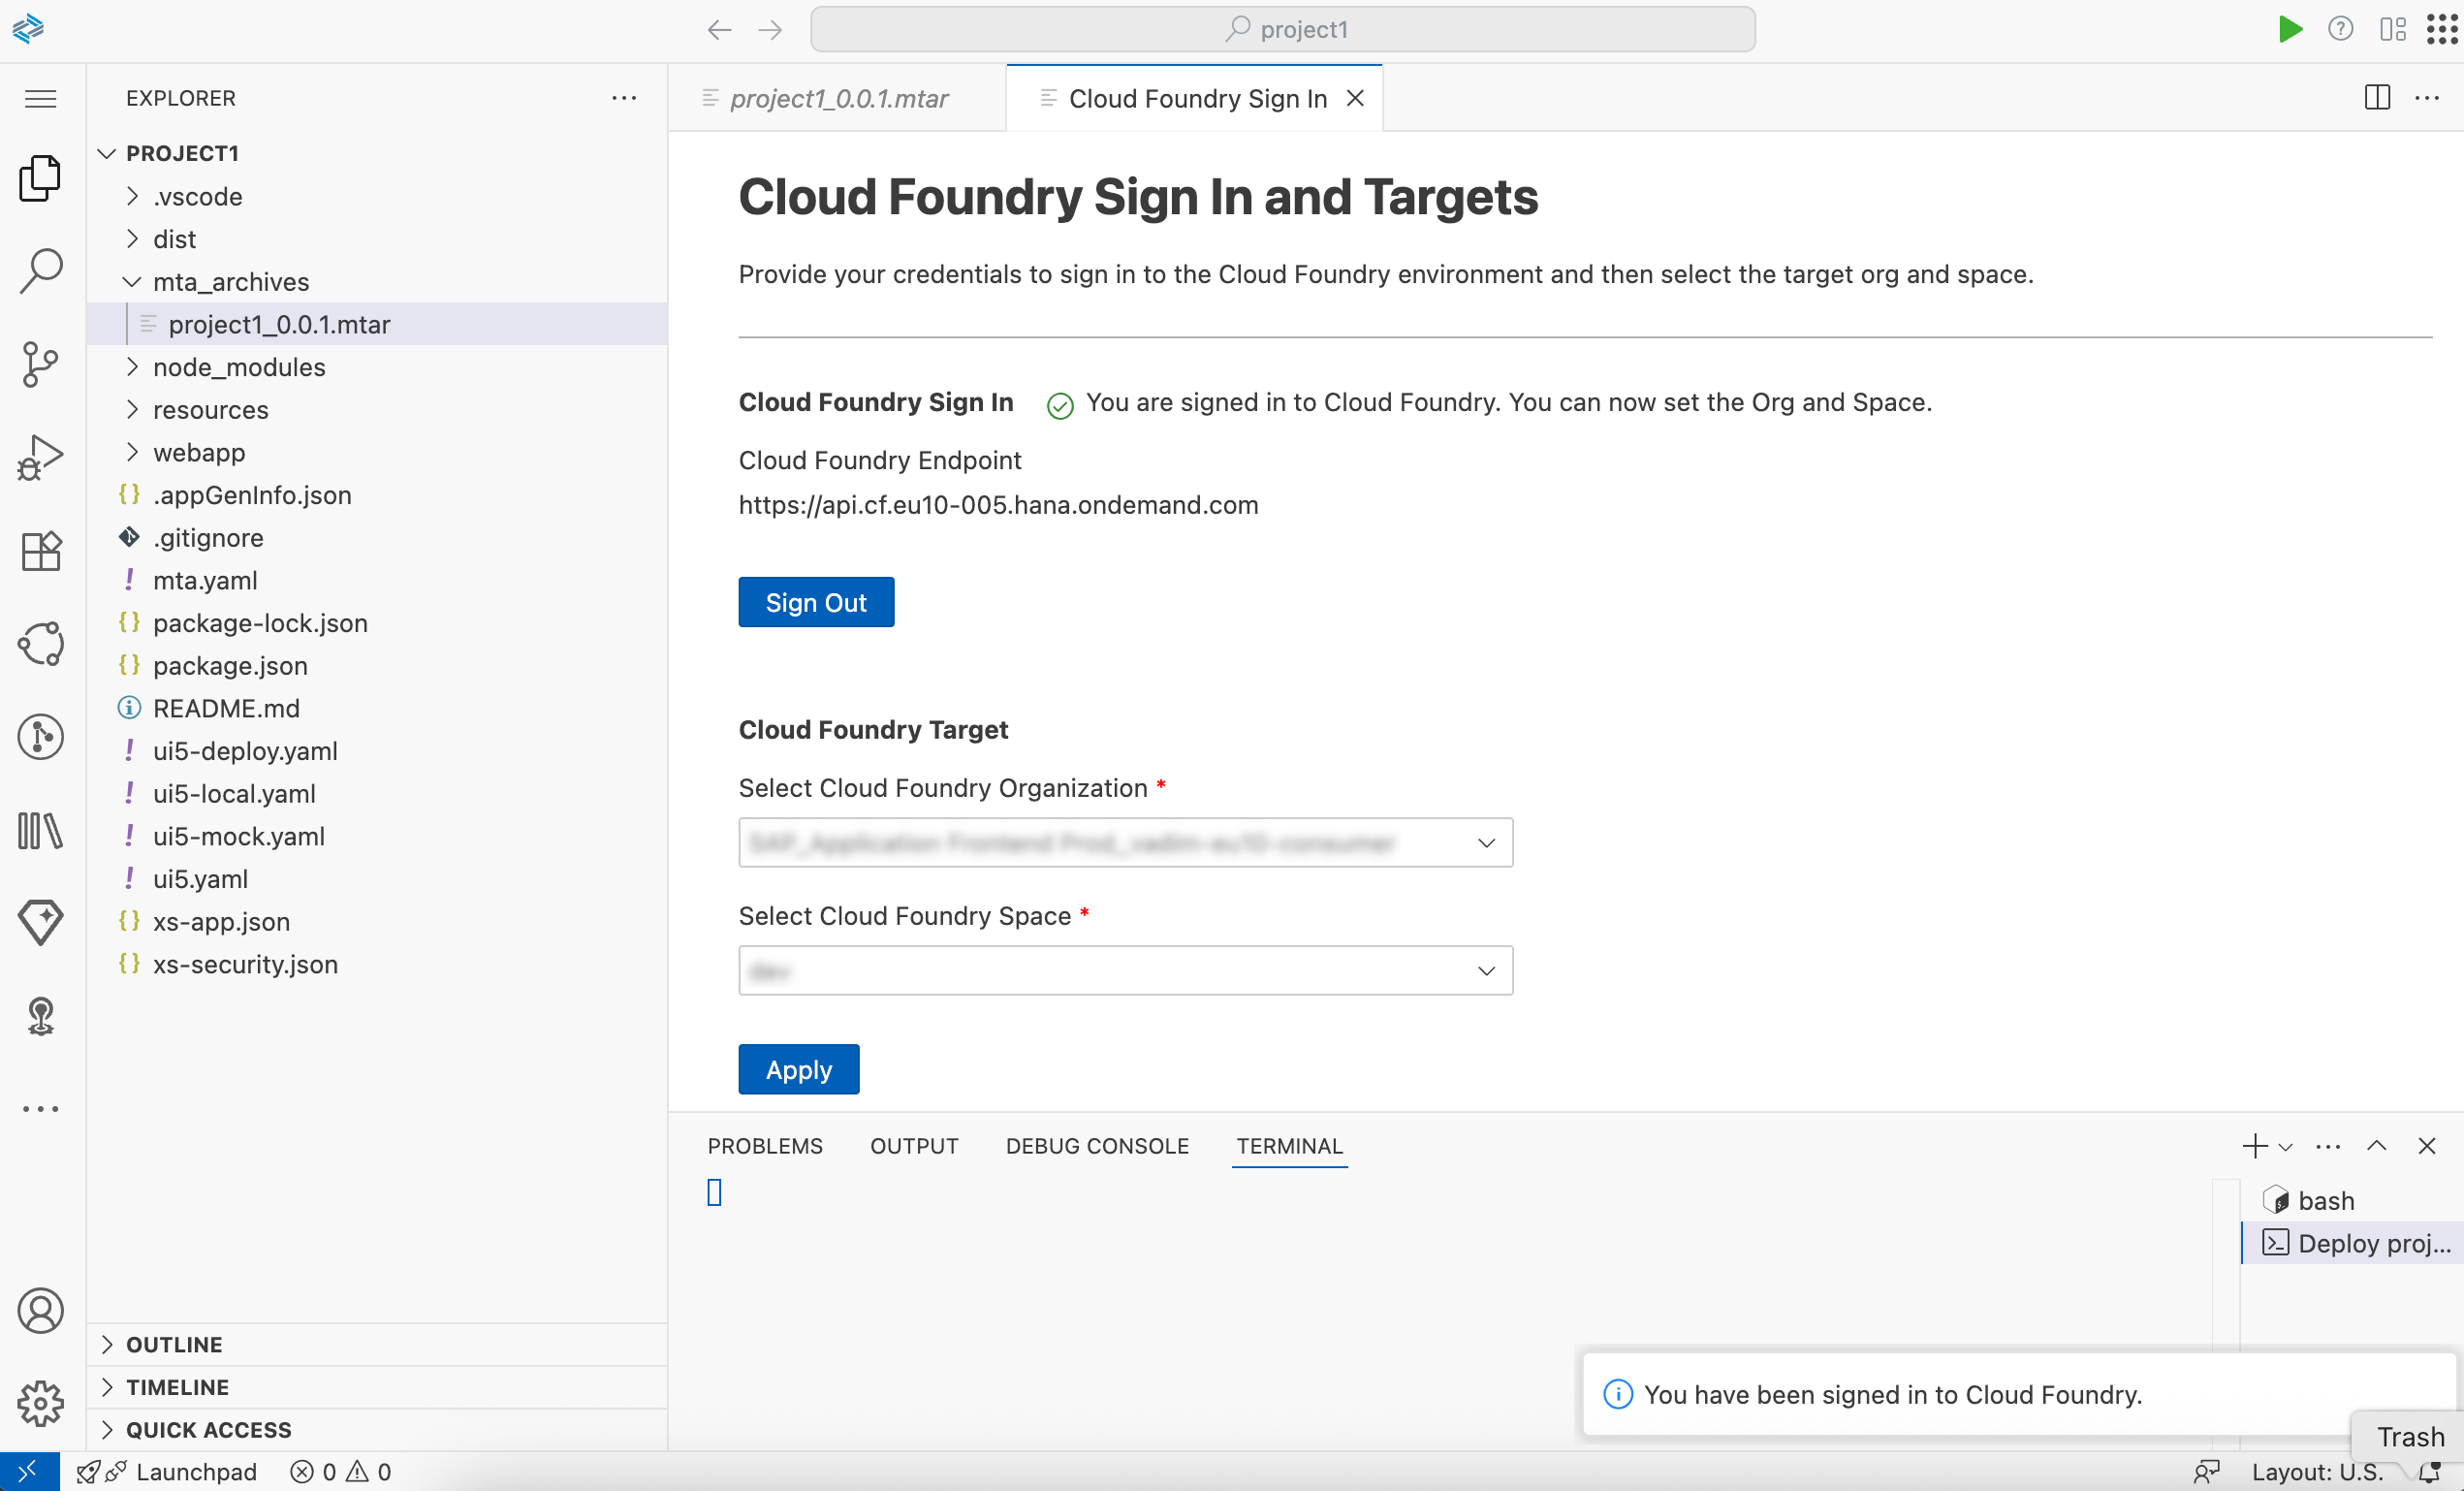 project1
EXPLORER
project1_0.0.1.mtar
Cloud Foundry Sign In
PROJECT1
.vscode
dist
mta_archives
project1_0.0.1.mtar
node_modules
resources
webapp
.appGenInfo.json
.gitignore
mta.yaml
package-lock.json
package.json
README.md
ui5-deploy.yaml
ui5-local.yaml
ui5-mock.yaml
ui5.yaml
xs-app.json
xs-security.json
OUTLINE
TIMELINE
QUICK ACCESS
Cloud Foundry Sign In and Targets
Provide your credentials to sign in to the Cloud Foundry environment and then select the target org and space.
Cloud Foundry Sign In You are signed in to Cloud Foundry. You can now set the Org and Space.
Cloud Foundry Endpoint
https://api.cf.eu10-005.hana.ondemand.com
Sign Out
Cloud Foundry Target
Select Cloud Foundry Organization *
Select Cloud Foundry Space *
Apply
PROBLEMS OUTPUT DEBUG CONSOLE TERMINAL
bash
Deploy proj...
You have been signed in to Cloud Foundry.
Trash
Launchpad 0 0 Layout: U.S.